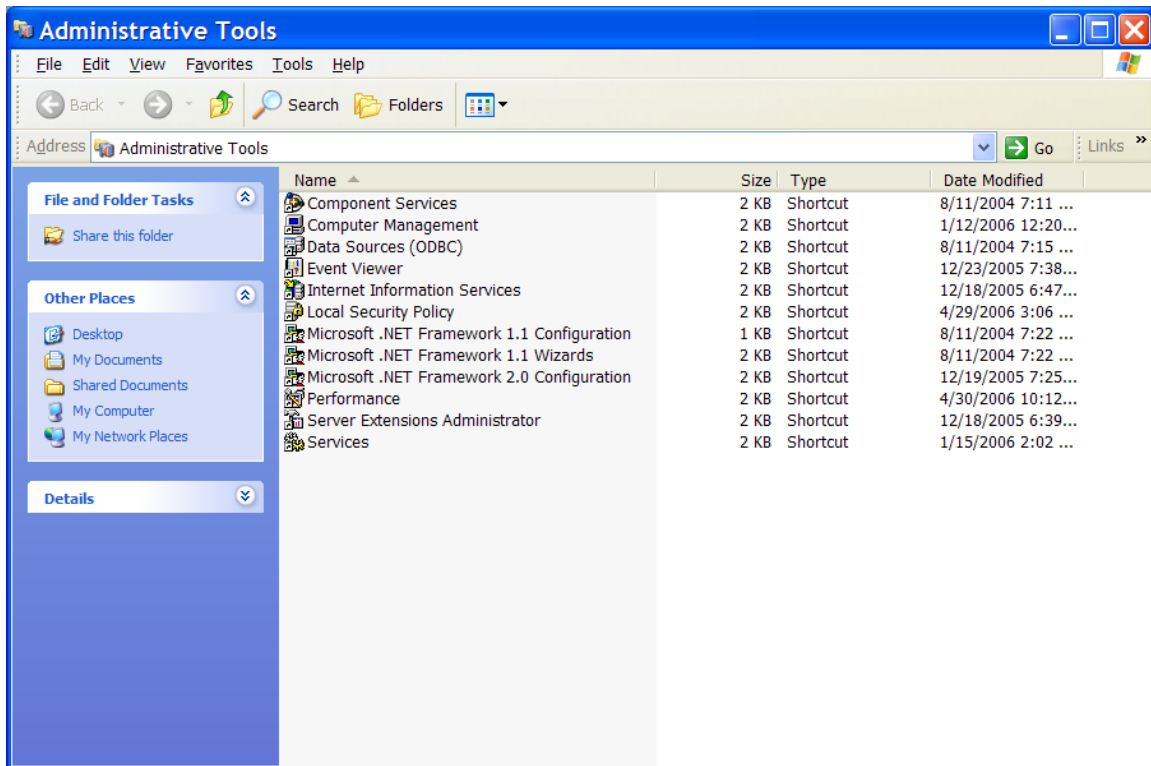 Administrative Tools
File Edit View Favorites Tools Help
Back Search Folders
Address Administrative Tools Go Links »
File and Folder Tasks
Share this folder
Other Places
Desktop
My Documents
Shared Documents
My Computer
My Network Places
Details
Name Size Type Date Modified
Component Services 2 KB Shortcut 8/11/2004 7:11 ...
Computer Management 2 KB Shortcut 1/12/2006 12:20...
Data Sources (ODBC) 2 KB Shortcut 8/11/2004 7:15 ...
Event Viewer 2 KB Shortcut 12/23/2005 7:38...
Internet Information Services 2 KB Shortcut 12/18/2005 6:47...
Local Security Policy 2 KB Shortcut 4/29/2006 3:06 ...
Microsoft .NET Framework 1.1 Configuration 1 KB Shortcut 8/11/2004 7:22 ...
Microsoft .NET Framework 1.1 Wizards 2 KB Shortcut 8/11/2004 7:22 ...
Microsoft .NET Framework 2.0 Configuration 2 KB Shortcut 12/19/2005 7:25...
Performance 2 KB Shortcut 4/30/2006 10:12...
Server Extensions Administrator 2 KB Shortcut 12/18/2005 6:39...
Services 2 KB Shortcut 1/15/2006 2:02 ...